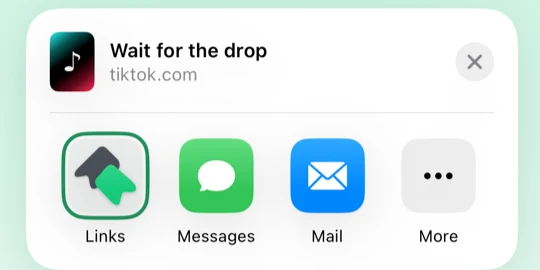 Wait for the drop
tiktok.com
Links
Messages
Mail
More